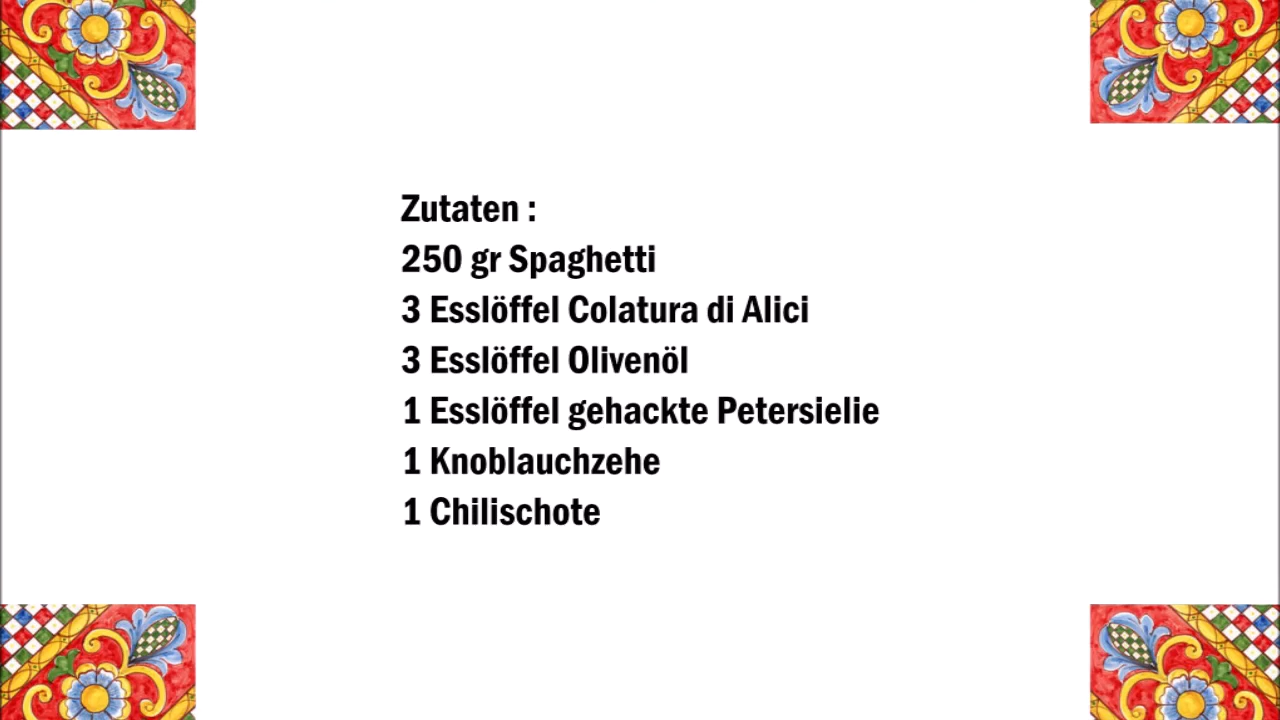 Zutaten :
250 gr Spaghetti
3 Esslöffel Colatura di Alici
3 Esslöffel Olivenöl
1 Esslöffel gehackte Petersielie
1 Knoblauchzehe
1 Chilischote